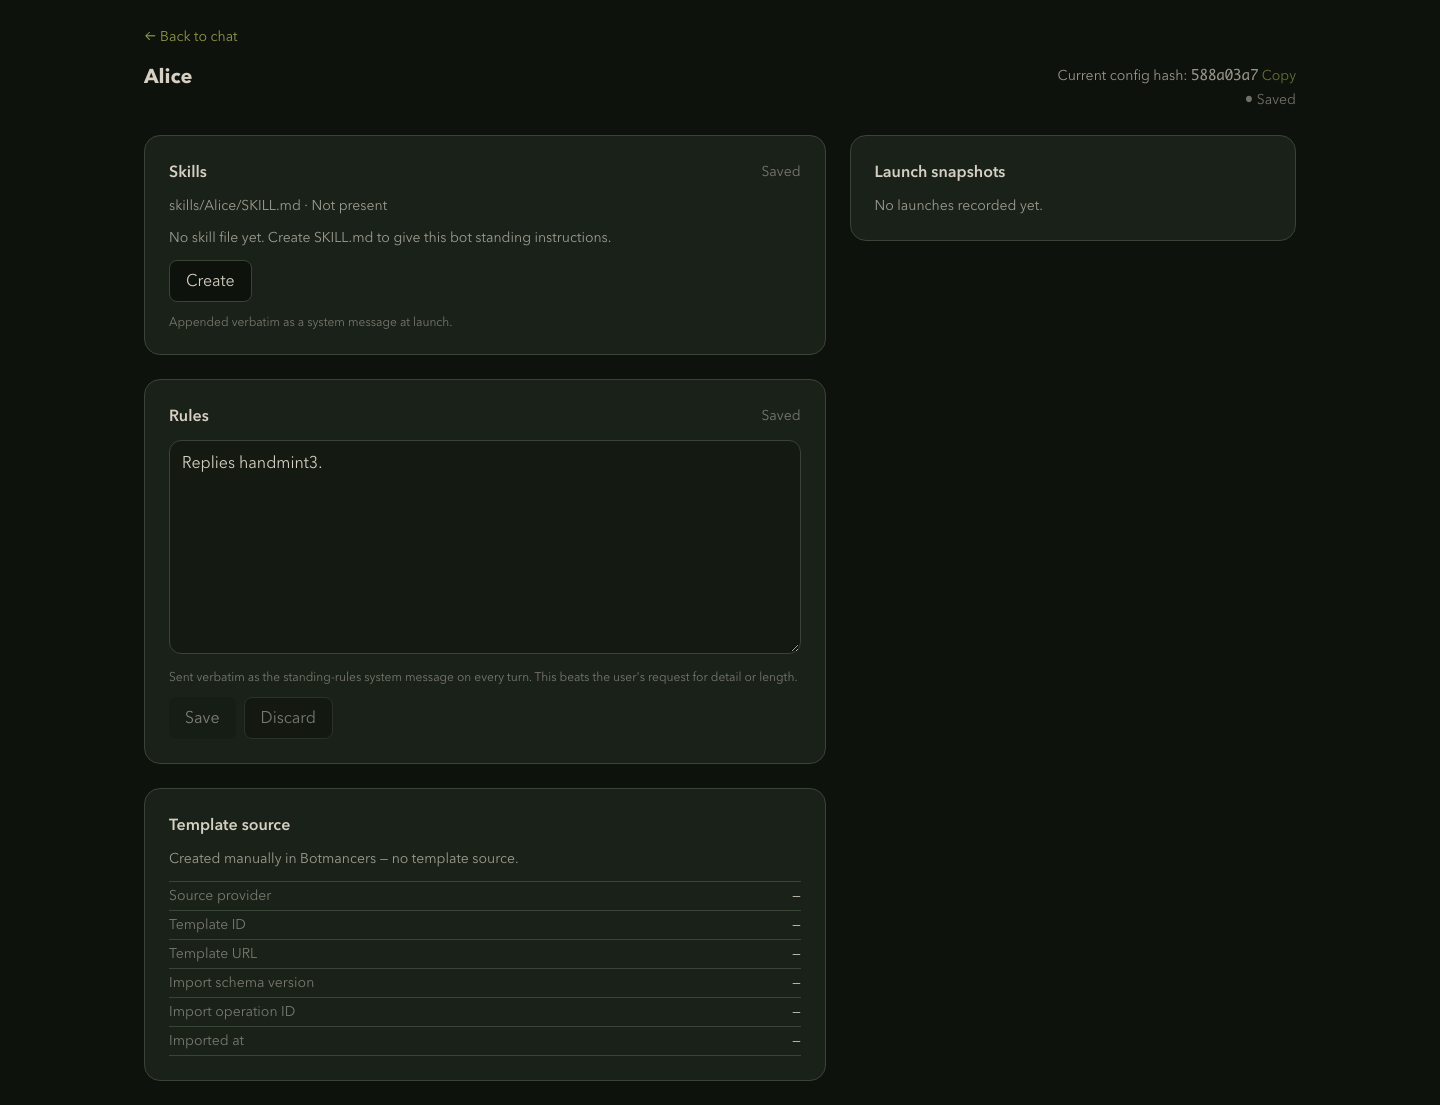 ← Back to chat
Alice
Current config hash: 588a03a7 Copy
• Saved
Skills
Saved
skills/Alice/SKILL.md · Not present
No skill file yet. Create SKILL.md to give this bot standing instructions.
Create
Appended verbatim as a system message at launch.
Launch snapshots
No launches recorded yet.
Rules
Saved
Replies handmint3.
Sent verbatim as the standing-rules system message on every turn. This beats the user's request for detail or length.
Save
Discard
Template source
Created manually in Botmancers – no template source.
Source provider –
Template ID –
Template URL –
Import schema version –
Import operation ID –
Imported at –